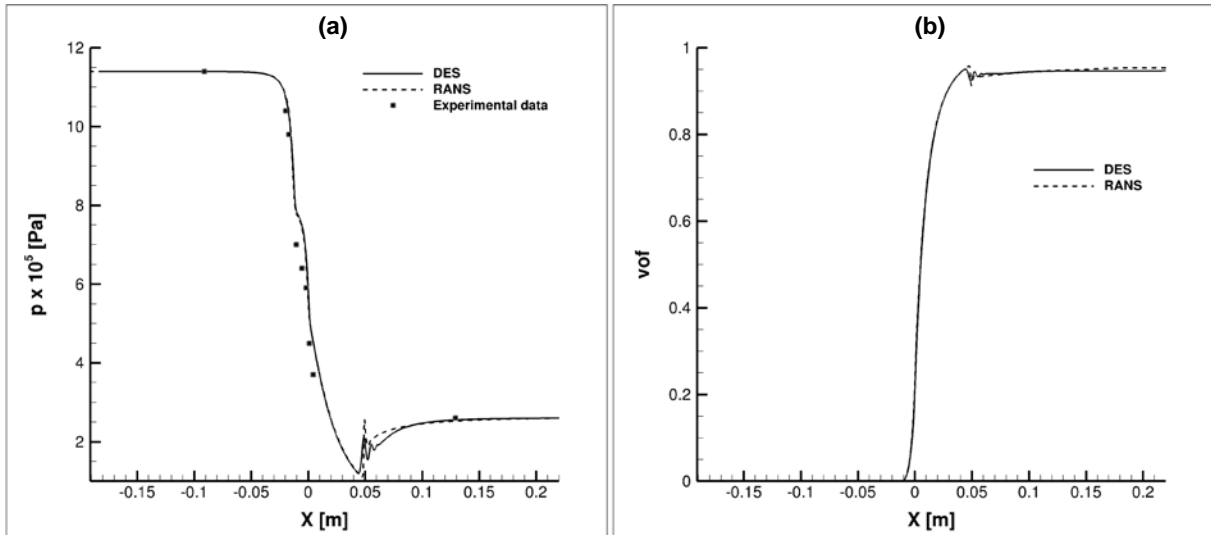 (a)
12
10
8
6
4
2
p x 10⁵ [Pa]
DES
RANS
Experimental data
-0.15 -0.1 -0.05 0 0.05 0.1 0.15 0.2
X [m]
(b)
1
0.8
0.6
0.4
0.2
0
vof
DES
RANS
-0.15 -0.1 -0.05 0 0.05 0.1 0.15 0.2
X [m]